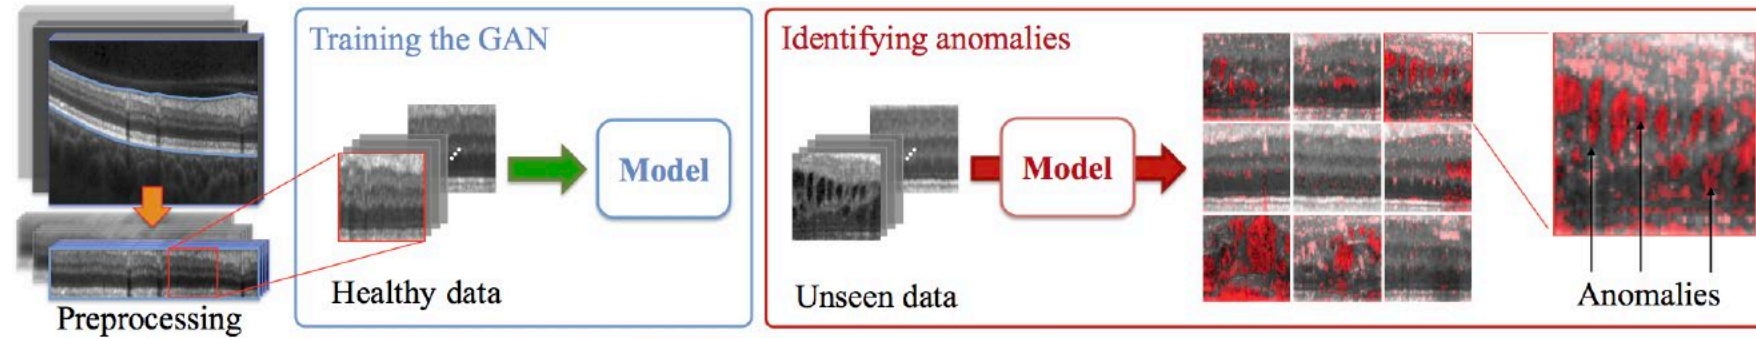 Training the GAN
Identifying anomalies
Model
Model
Healthy data
Unseen data
Anomalies
Preprocessing